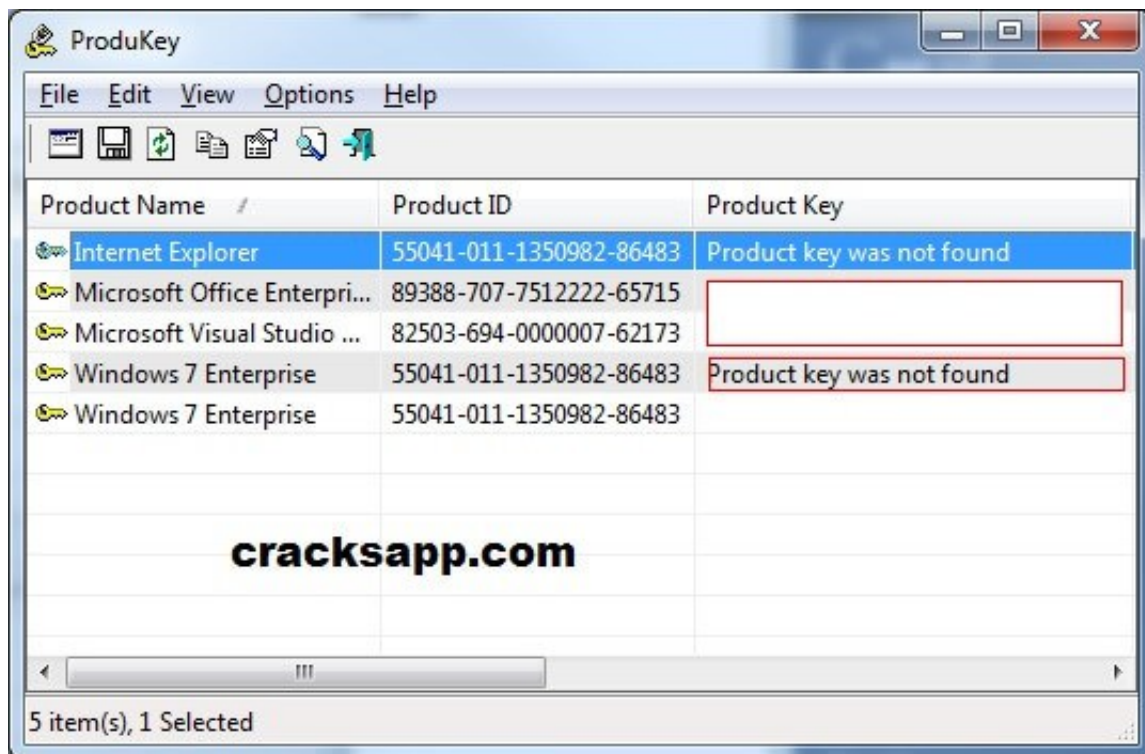 ProduKey
File Edit View Options Help
Product Name Product ID Product Key
Internet Explorer 55041-011-1350982-86483 Product key was not found
Microsoft Office Enterpri... 89388-707-7512222-65715
Microsoft Visual Studio ... 82503-694-0000007-62173
Windows 7 Enterprise 55041-011-1350982-86483 Product key was not found
Windows 7 Enterprise 55041-011-1350982-86483
cracksapp.com
5 item(s), 1 Selected